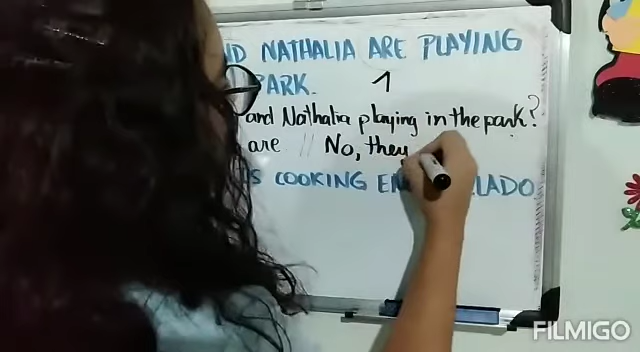 ND NATHALIA ARE PLAYING
PARK. 1
and Nathalia playing in the park?
are // No, they
S COOKING EN LADO
FILMIGO